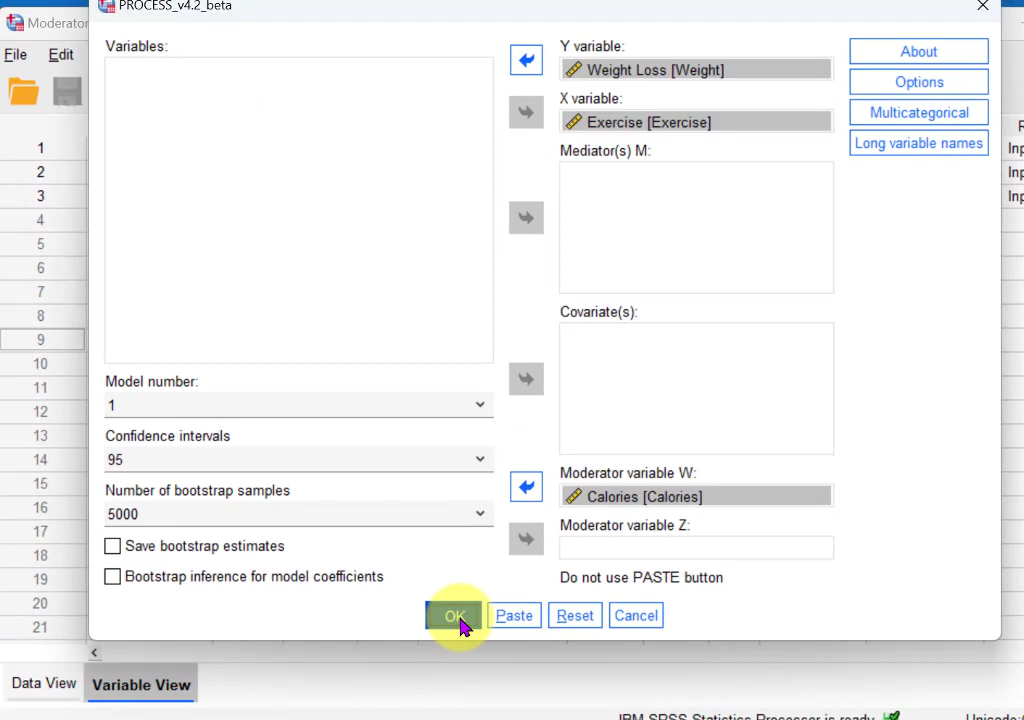 PROCESS_v4.2_beta
Moderator
File Edit
Variables:
Y variable:
Weight Loss [Weight]
X variable:
Exercise [Exercise]
Mediator(s) M:
Covariate(s):
Moderator variable W:
Calories [Calories]
Moderator variable Z:
Do not use PASTE button
About
Options
Multicategorical
Long variable names
Model number:
1
Confidence intervals
95
Number of bootstrap samples
5000
Save bootstrap estimates
Bootstrap inference for model coefficients
OK Paste Reset Cancel
1
2
3
4
5
6
7
8
9
10
11
12
13
14
15
16
17
18
19
20
21
Inp
Inp
Inp
Data View Variable View
IBM SPSS Statistics Processor is ready
Unicode: